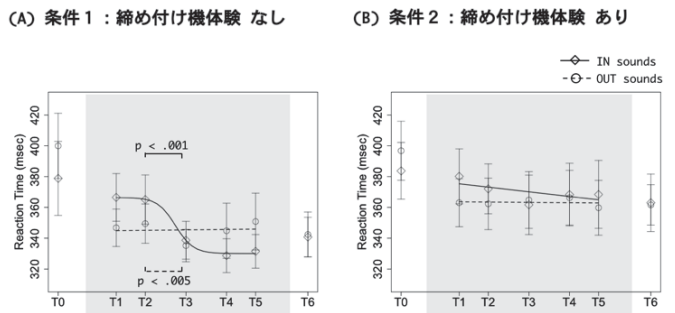 (A) 条件１：締め付け機体験 なし
(B) 条件２：締め付け機体験 あり
IN sounds
OUT sounds
Reaction Time (msec)
420
400
380
360
340
320
p < .001
p < .005
T0 T1 T2 T3 T4 T5 T6
Reaction Time (msec)
420
400
380
360
340
320
T0 T1 T2 T3 T4 T5 T6